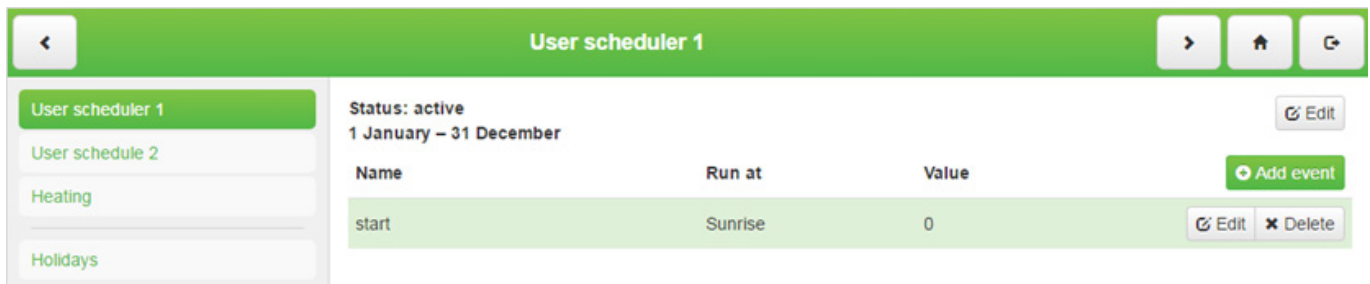 User scheduler 1
User scheduler 1
User schedule 2
Heating
Holidays
Status: active
Edit
1 January – 31 December
Name Run at Value Add event
start Sunrise 0 Edit Delete